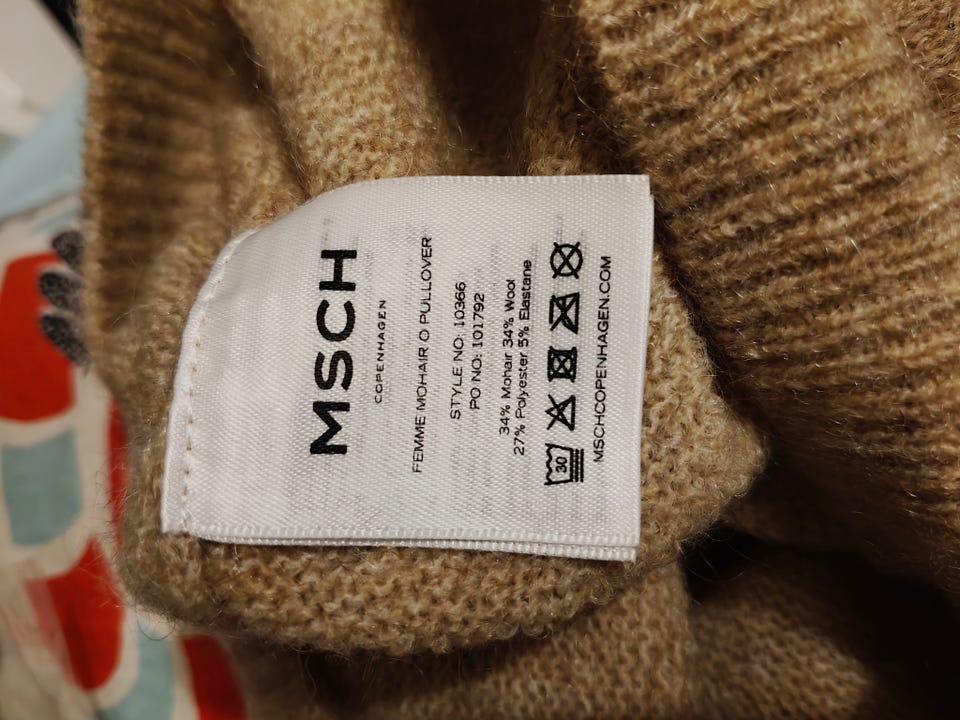 MSCH
COPENHAGEN
FEMME MOHAIR O PULLOVER
STYLE NO: 10366
PO NO: 101792
34% Mohair 34% Wool
27% Polyester 5% Elastane
30
MSCHCOPENHAGEN.COM